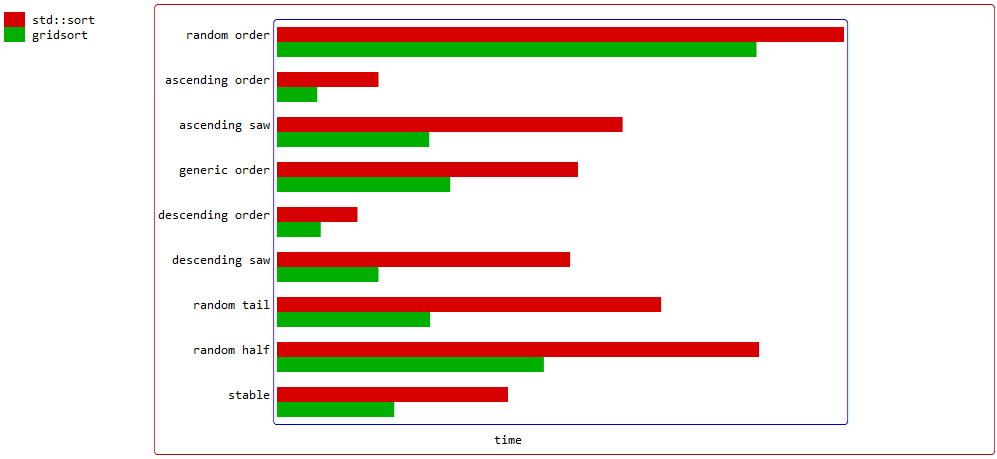 std::sort
gridsort
random order
ascending order
ascending saw
generic order
descending order
descending saw
random tail
random half
stable
time